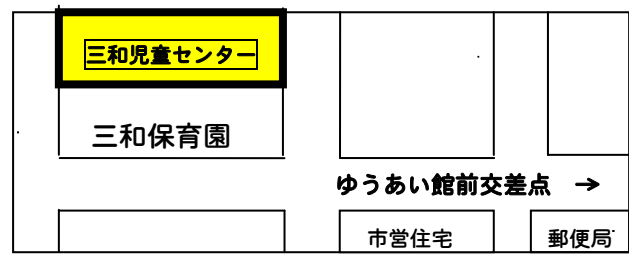 三和児童センター
三和保育園
ゆうあい館前交差点　→
市営住宅
郵便局